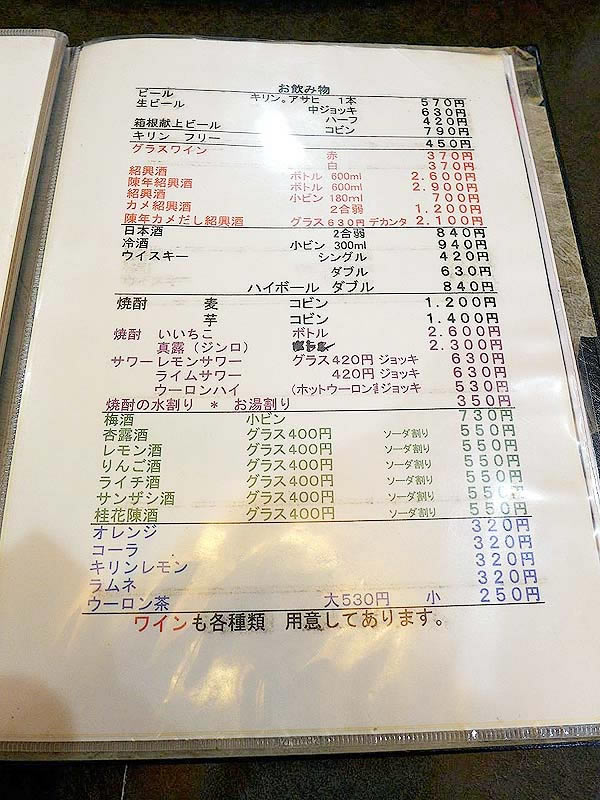 お飲み物
ビール キリン。アサヒ 1本 570円
生ビール 中ジョッキ 630円
ハーフ 420円
箱根献上ビール コビン 790円
キリン フリー 450円
グラスワイン 赤 370円
白 370円
紹興酒 ボトル 600ml 2.600円
陳年紹興酒 ボトル 600ml 2.900円
紹興酒 小ビン 180ml 700円
カメ紹興酒 2合弱 1.200円
陳年カメだし紹興酒 グラス630円 デカンタ 2.100円
日本酒 2合弱 840円
冷酒 小ビン 300ml 940円
ウイスキー シングル 420円
ダブル 630円
ハイボール ダブル 840円
焼酎 麦 コビン 1.200円
芋 コビン 1.400円
焼酎 いいちこ ボトル 2.600円
真露(ジンロ) 2.300円
サワー レモンサワー グラス420円 ジョッキ 630円
ライムサワー 420円 ジョッキ 630円
ウーロンハイ (ホットウーロン ジョッキ 530円
焼酎の水割り * お湯割り 350円
梅酒 小ビン 730円
杏露酒 グラス400円 ソーダ割り 550円
レモン酒 グラス400円 ソーダ割り 550円
りんご酒 グラス400円 ソーダ割り 550円
ライチ酒 グラス400円 ソーダ割り 550円
サンザシ酒 グラス400円 ソーダ割り 550円
桂花陳酒 グラス400円 ソーダ割り 550円
オレンジ 320円
コーラ 320円
キリンレモン 320円
ラムネ 320円
ウーロン茶 大530円 小 250円
ワインも各種類 用意してあります。